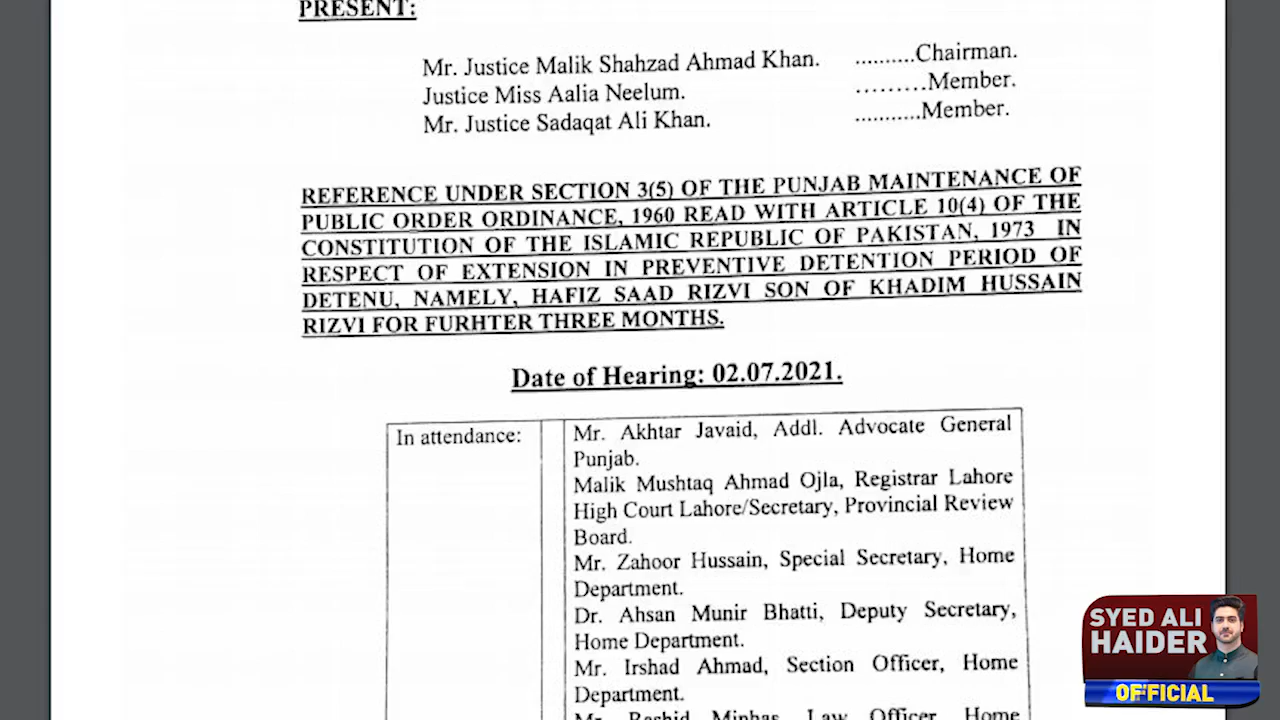 PRESENT:
Mr. Justice Malik Shahzad Ahmad Khan. ..........Chairman.
Justice Miss Aalia Neelum. .........Member.
Mr. Justice Sadaqat Ali Khan. ...........Member.
REFERENCE UNDER SECTION 3(5) OF THE PUNJAB MAINTENANCE OF
PUBLIC ORDER ORDINANCE, 1960 READ WITH ARTICLE 10(4) OF THE
CONSTITUTION OF THE ISLAMIC REPUBLIC OF PAKISTAN, 1973 IN
RESPECT OF EXTENSION IN PREVENTIVE DETENTION PERIOD OF
DETENU, NAMELY, HAFIZ SAAD RIZVI SON OF KHADIM HUSSAIN
RIZVI FOR FURHTER THREE MONTHS.
Date of Hearing: 02.07.2021.
In attendance:
Mr. Akhtar Javaid, Addl. Advocate General
Punjab.
Malik Mushtaq Ahmad Ojla, Registrar Lahore
High Court Lahore/Secretary, Provincial Review
Board.
Mr. Zahoor Hussain, Special Secretary, Home
Department.
Dr. Ahsan Munir Bhatti, Deputy Secretary,
Home Department.
Mr. Irshad Ahmad, Section Officer, Home
Department.
Mr. Rashid Minhas, Law Officer, Home
SYED ALI
HAIDER
OFFICIAL